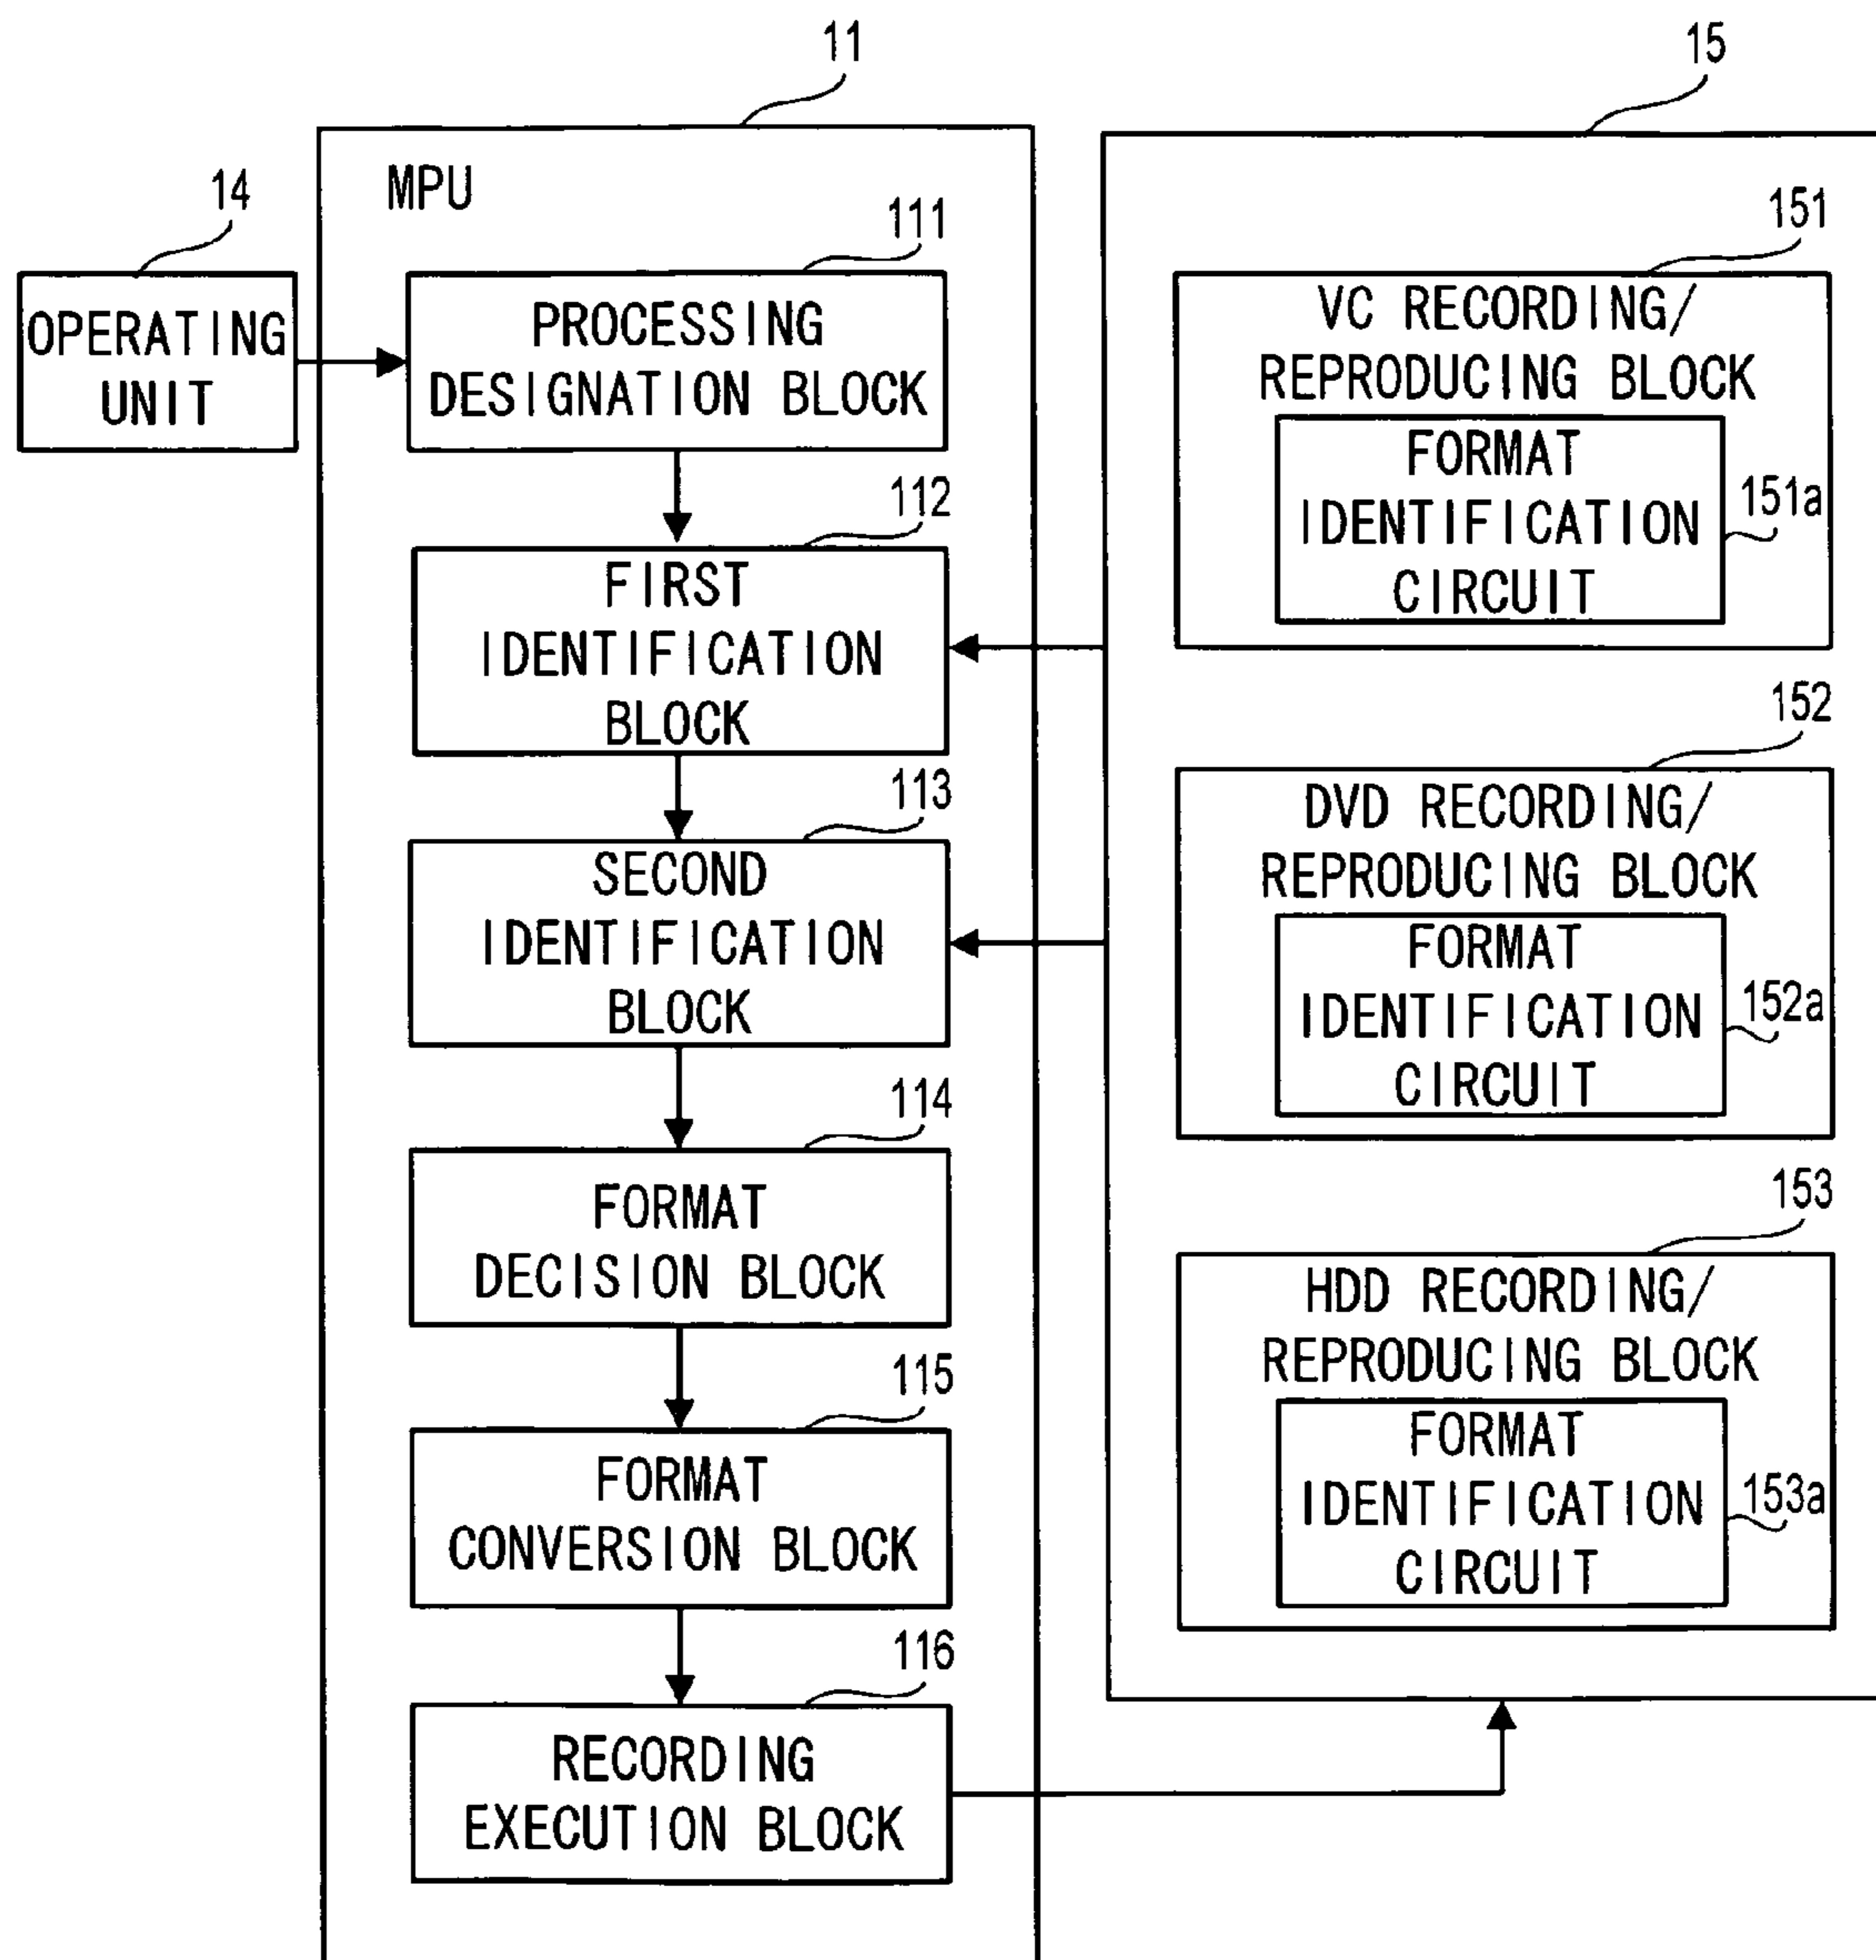 11
15
MPU
14
111
151
OPERATING
UNIT
PROCESSING
DESIGNATION BLOCK
VC RECORDING/
REPRODUCING BLOCK
FORMAT
IDENTIFICATION
CIRCUIT
151a
112
FIRST
IDENTIFICATION
BLOCK
152
113
DVD RECORDING/
REPRODUCING BLOCK
SECOND
IDENTIFICATION
BLOCK
FORMAT
IDENTIFICATION
CIRCUIT
152a
114
FORMAT
DECISION BLOCK
153
HDD RECORDING/
REPRODUCING BLOCK
115
FORMAT
CONVERSION BLOCK
FORMAT
IDENTIFICATION
CIRCUIT
153a
116
RECORDING
EXECUTION BLOCK